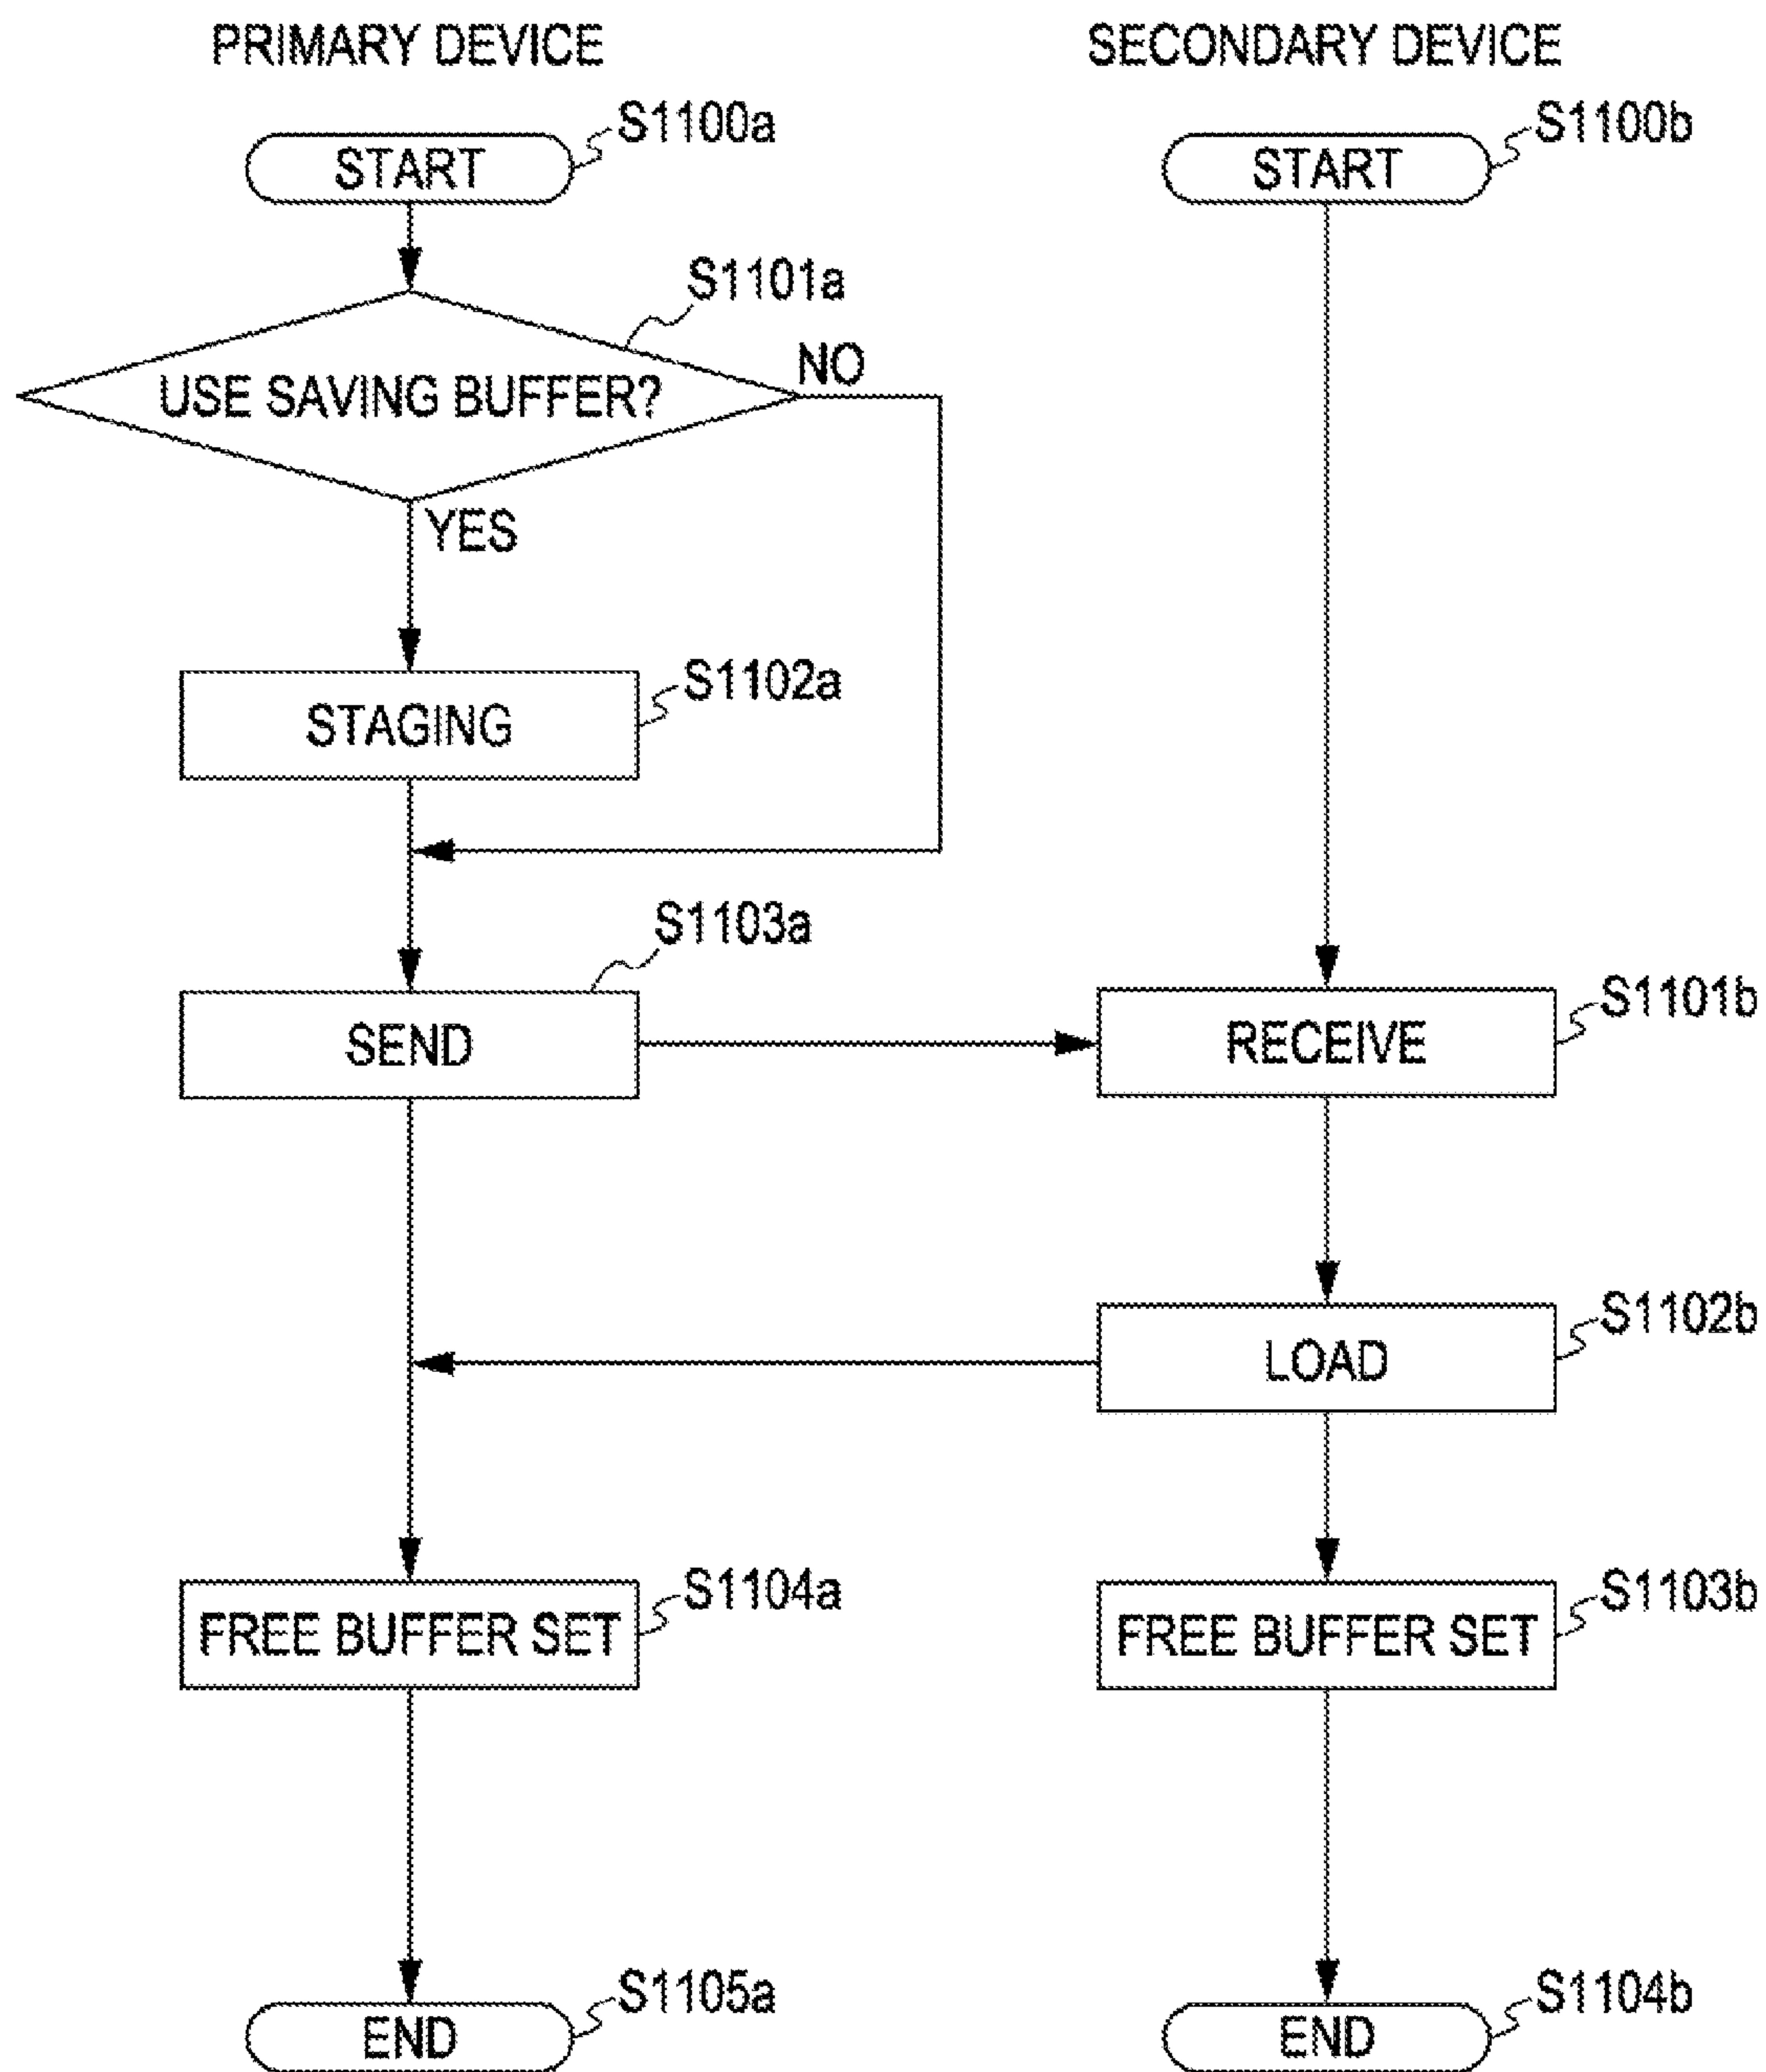 PRIMARY DEVICE
SECONDARY DEVICE
S1100a
START
S1100b
START
S1101a
USE SAVING BUFFER?
NO
YES
S1102a
STAGING
S1103a
SEND
S1101b
RECEIVE
S1102b
LOAD
S1104a
FREE BUFFER SET
S1103b
FREE BUFFER SET
S1105a
END
S1104b
END